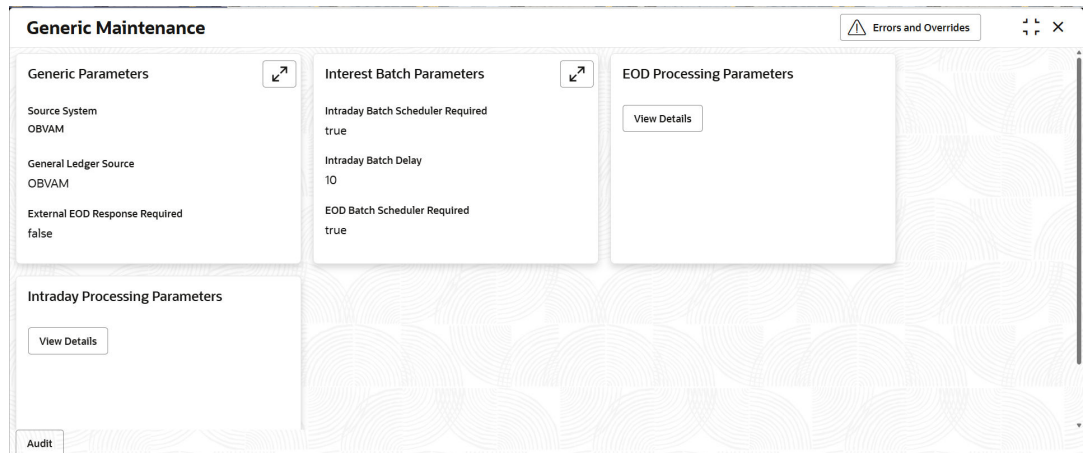 Generic Maintenance
Errors and Overrides
Generic Parameters
Source System
OBVAM
General Ledger Source
OBVAM
External EOD Response Required
false
Interest Batch Parameters
Intraday Batch Scheduler Required
true
Intraday Batch Delay
10
EOD Batch Scheduler Required
true
EOD Processing Parameters
View Details
Intraday Processing Parameters
View Details
Audit